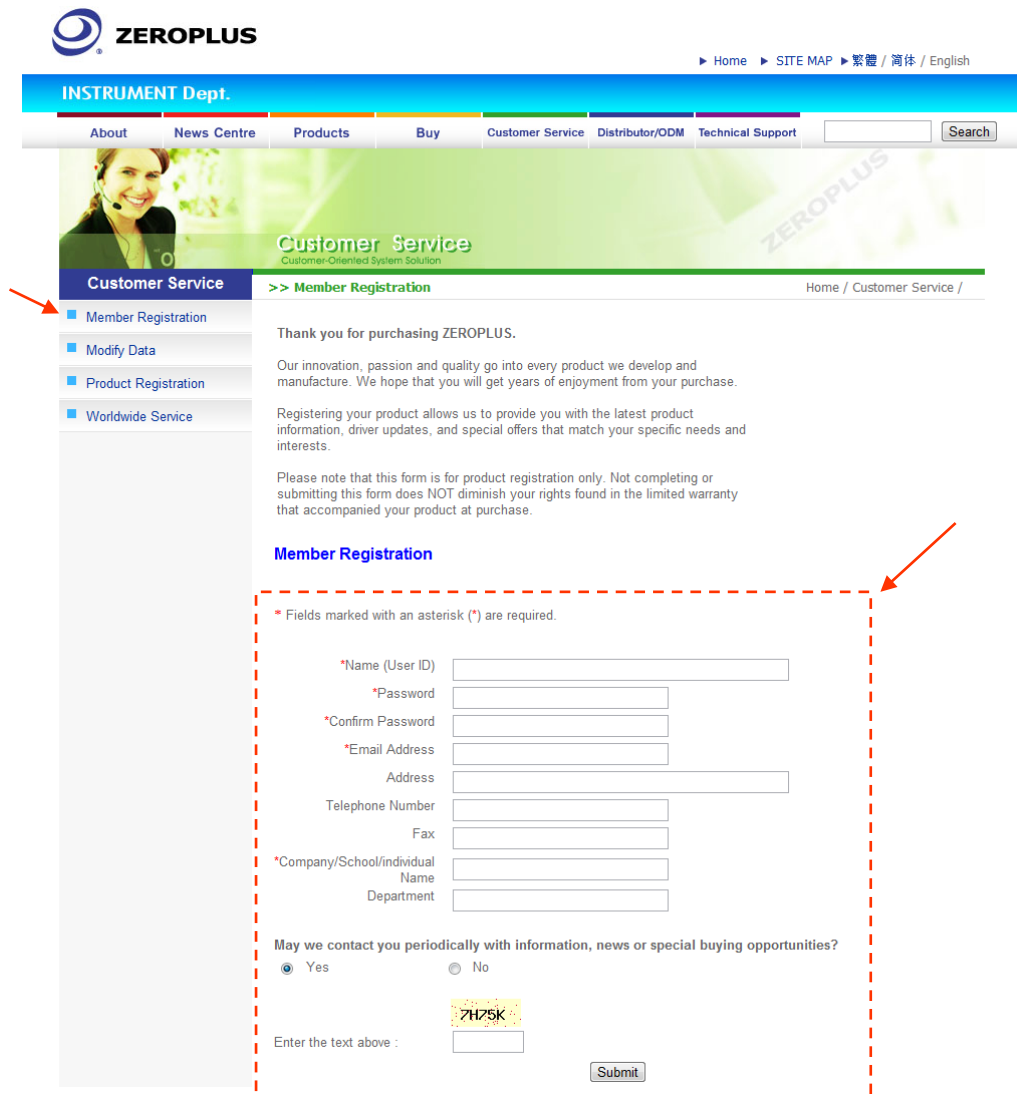 ZEROPLUS
Home SITE MAP 繁體 / 简体 / English
INSTRUMENT Dept.
About News Centre Products Buy Customer Service Distributor/ODM Technical Support Search
ZEROPLUS
Customer Service
Customer-Oriented System Solution
Customer Service
>> Member Registration
Home / Customer Service /
Member Registration
Modify Data
Product Registration
Worldwide Service
Thank you for purchasing ZEROPLUS.
Our innovation, passion and quality go into every product we develop and
manufacture. We hope that you will get years of enjoyment from your purchase.
Registering your product allows us to provide you with the latest product
information, driver updates, and special offers that match your specific needs and
interests.
Please note that this form is for product registration only. Not completing or
submitting this form does NOT diminish your rights found in the limited warranty
that accompanied your product at purchase.
Member Registration
* Fields marked with an asterisk (*) are required.
*Name (User ID)
*Password
*Confirm Password
*Email Address
Address
Telephone Number
Fax
*Company/School/individual
Name
Department
May we contact you periodically with information, news or special buying opportunities?
Yes No
7H75K
Enter the text above :
Submit